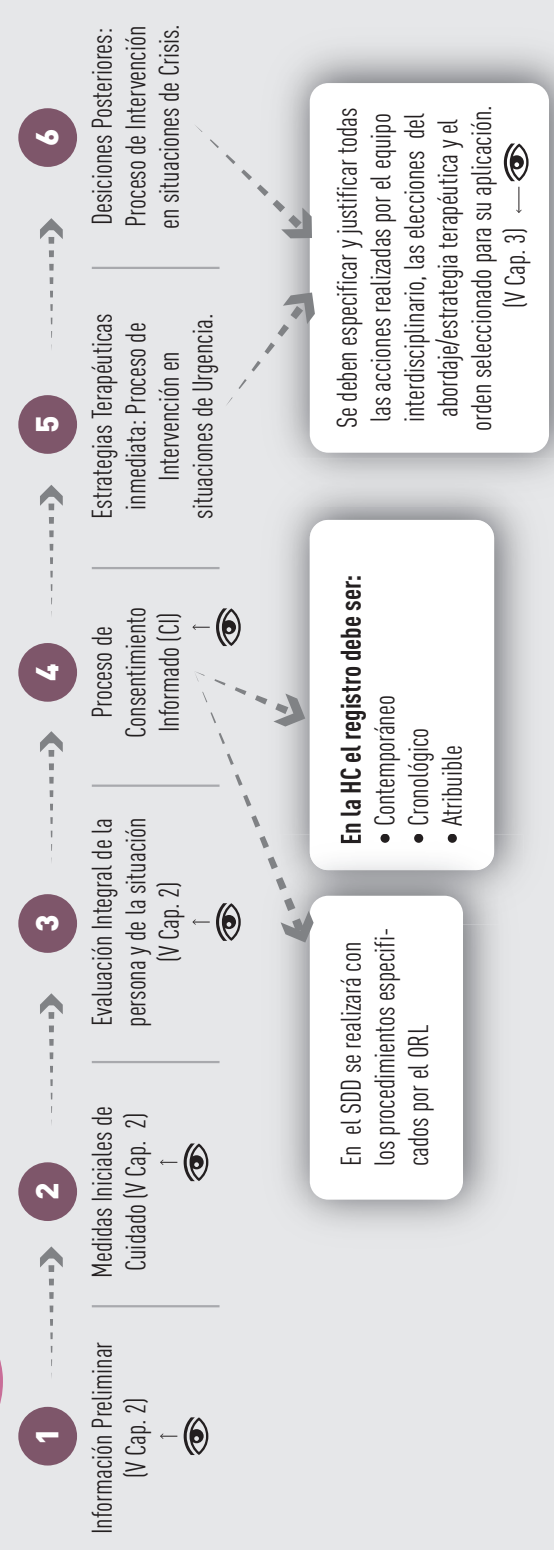 1
Información Preliminar
(V Cap. 2)
2
Medidas Iniciales de
Cuidado (V Cap. 2)
3
Evaluación Integral de la
persona y de la situación
(V Cap. 2)
4
Proceso de
Consentimiento
Informado (CI)
5
Estrategias Terapéuticas
inmediata: Proceso de
Intervención en
situaciones de Urgencia.
6
Desiciones Posteriores:
Proceso de Intervención
en situaciones de Crisis.
En el SDD se realizará con
los procedimientos especifi-
cados por el ORL
En la HC el registro debe ser:
• Contemporáneo
• Cronológico
• Atribuible
Se deben especificar y justificar todas
las acciones realizadas por el equipo
interdisciplinario, las elecciones del
abordaje/estrategia terapéutica y el
orden seleccionado para su aplicación.
(V Cap. 3)